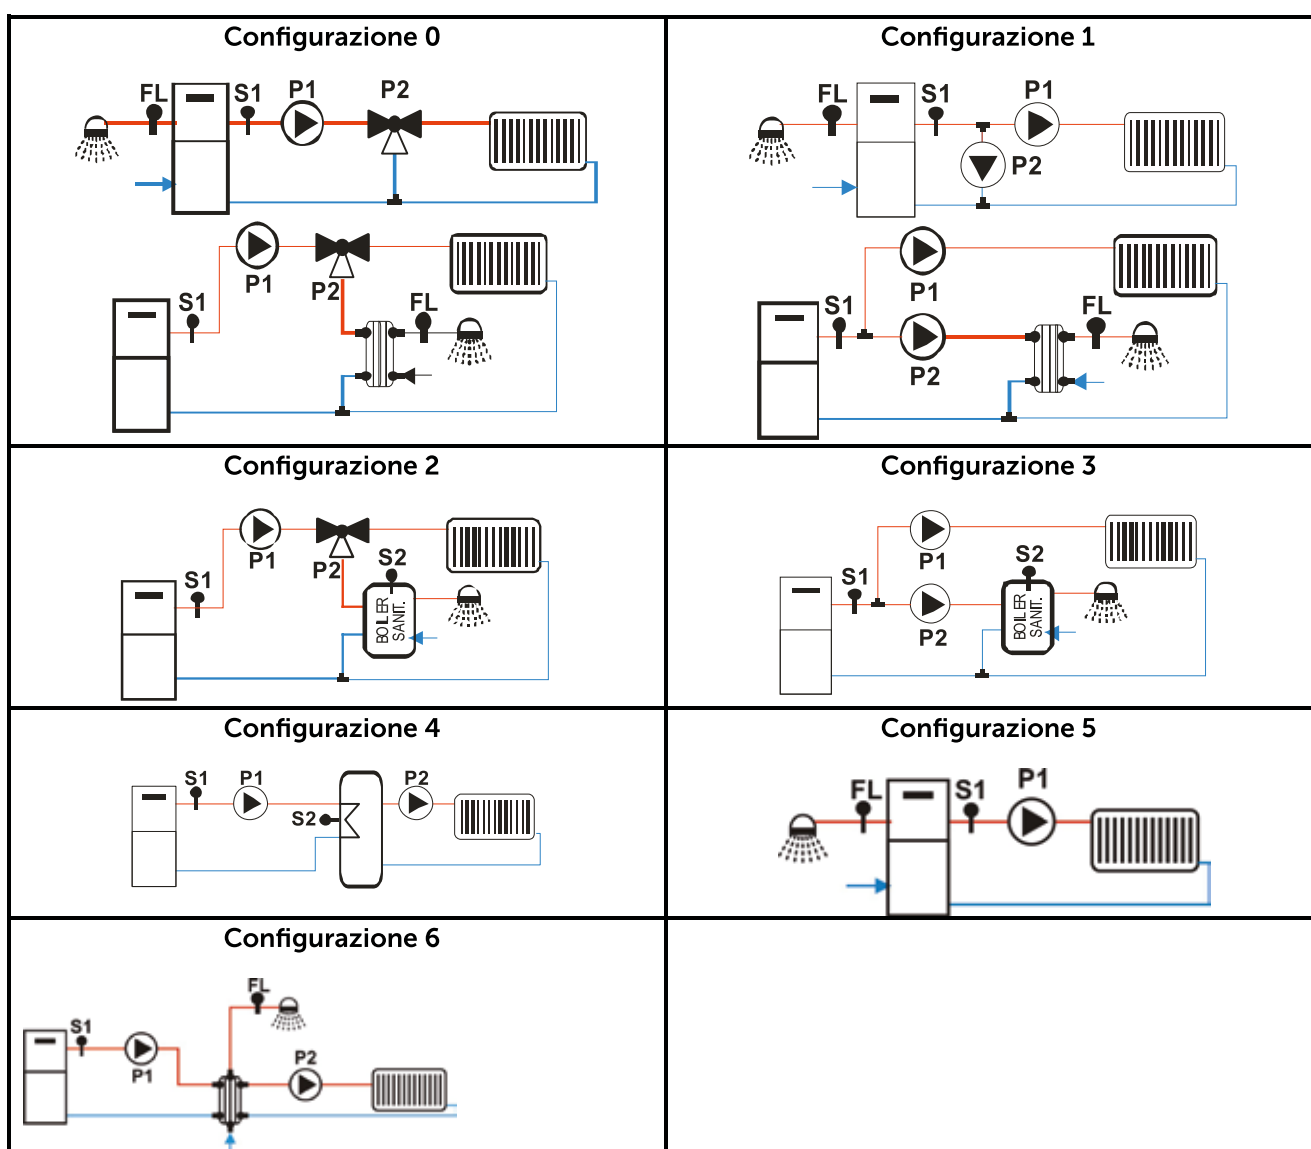 Configurazione 0
FL S1 P1 P2
P1 P2 S1 FL
Configurazione 1
FL S1 P1 P2
P1 S1 FL P2
Configurazione 2
P1 P2 S2 S1
BOILER
SANIT.
Configurazione 3
P1 S2 S1 P2
BOILER
SANIT.
Configurazione 4
S1 P1 P2
S2
Configurazione 5
FL S1 P1
Configurazione 6
FL
S1 P1 P2